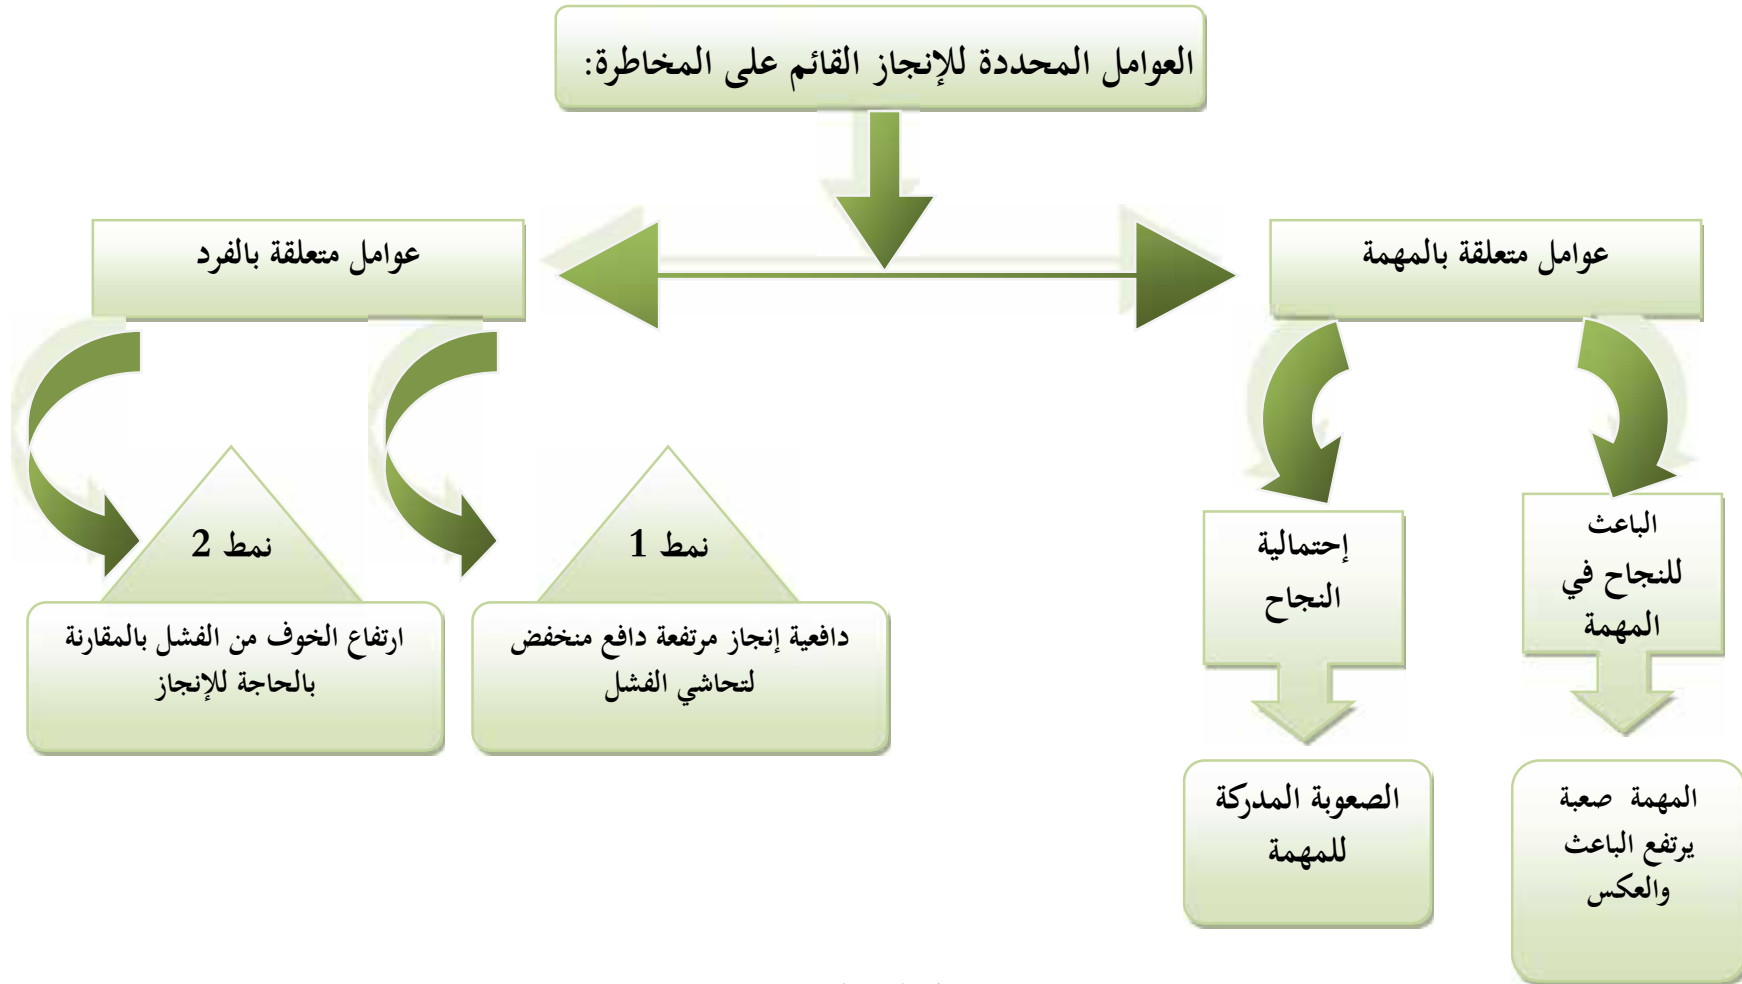 العوامل المحددة للإنجاز القائم على المخاطرة:
عوامل متعلقة بالمهمة
عوامل متعلقة بالفرد
الباعث
للنجاح في
المهمة
إحتمالية
النجاح
نمط 1
نمط 2
دافعية إنجاز مرتفعة دافع منخفض
لتحاشي الفشل
ارتفاع الخوف من الفشل بالمقارنة
بالحاجة للإنجاز
المهمة صعبة
يرتفع الباعث
والعكس
الصعوبة المدركة
للمهمة